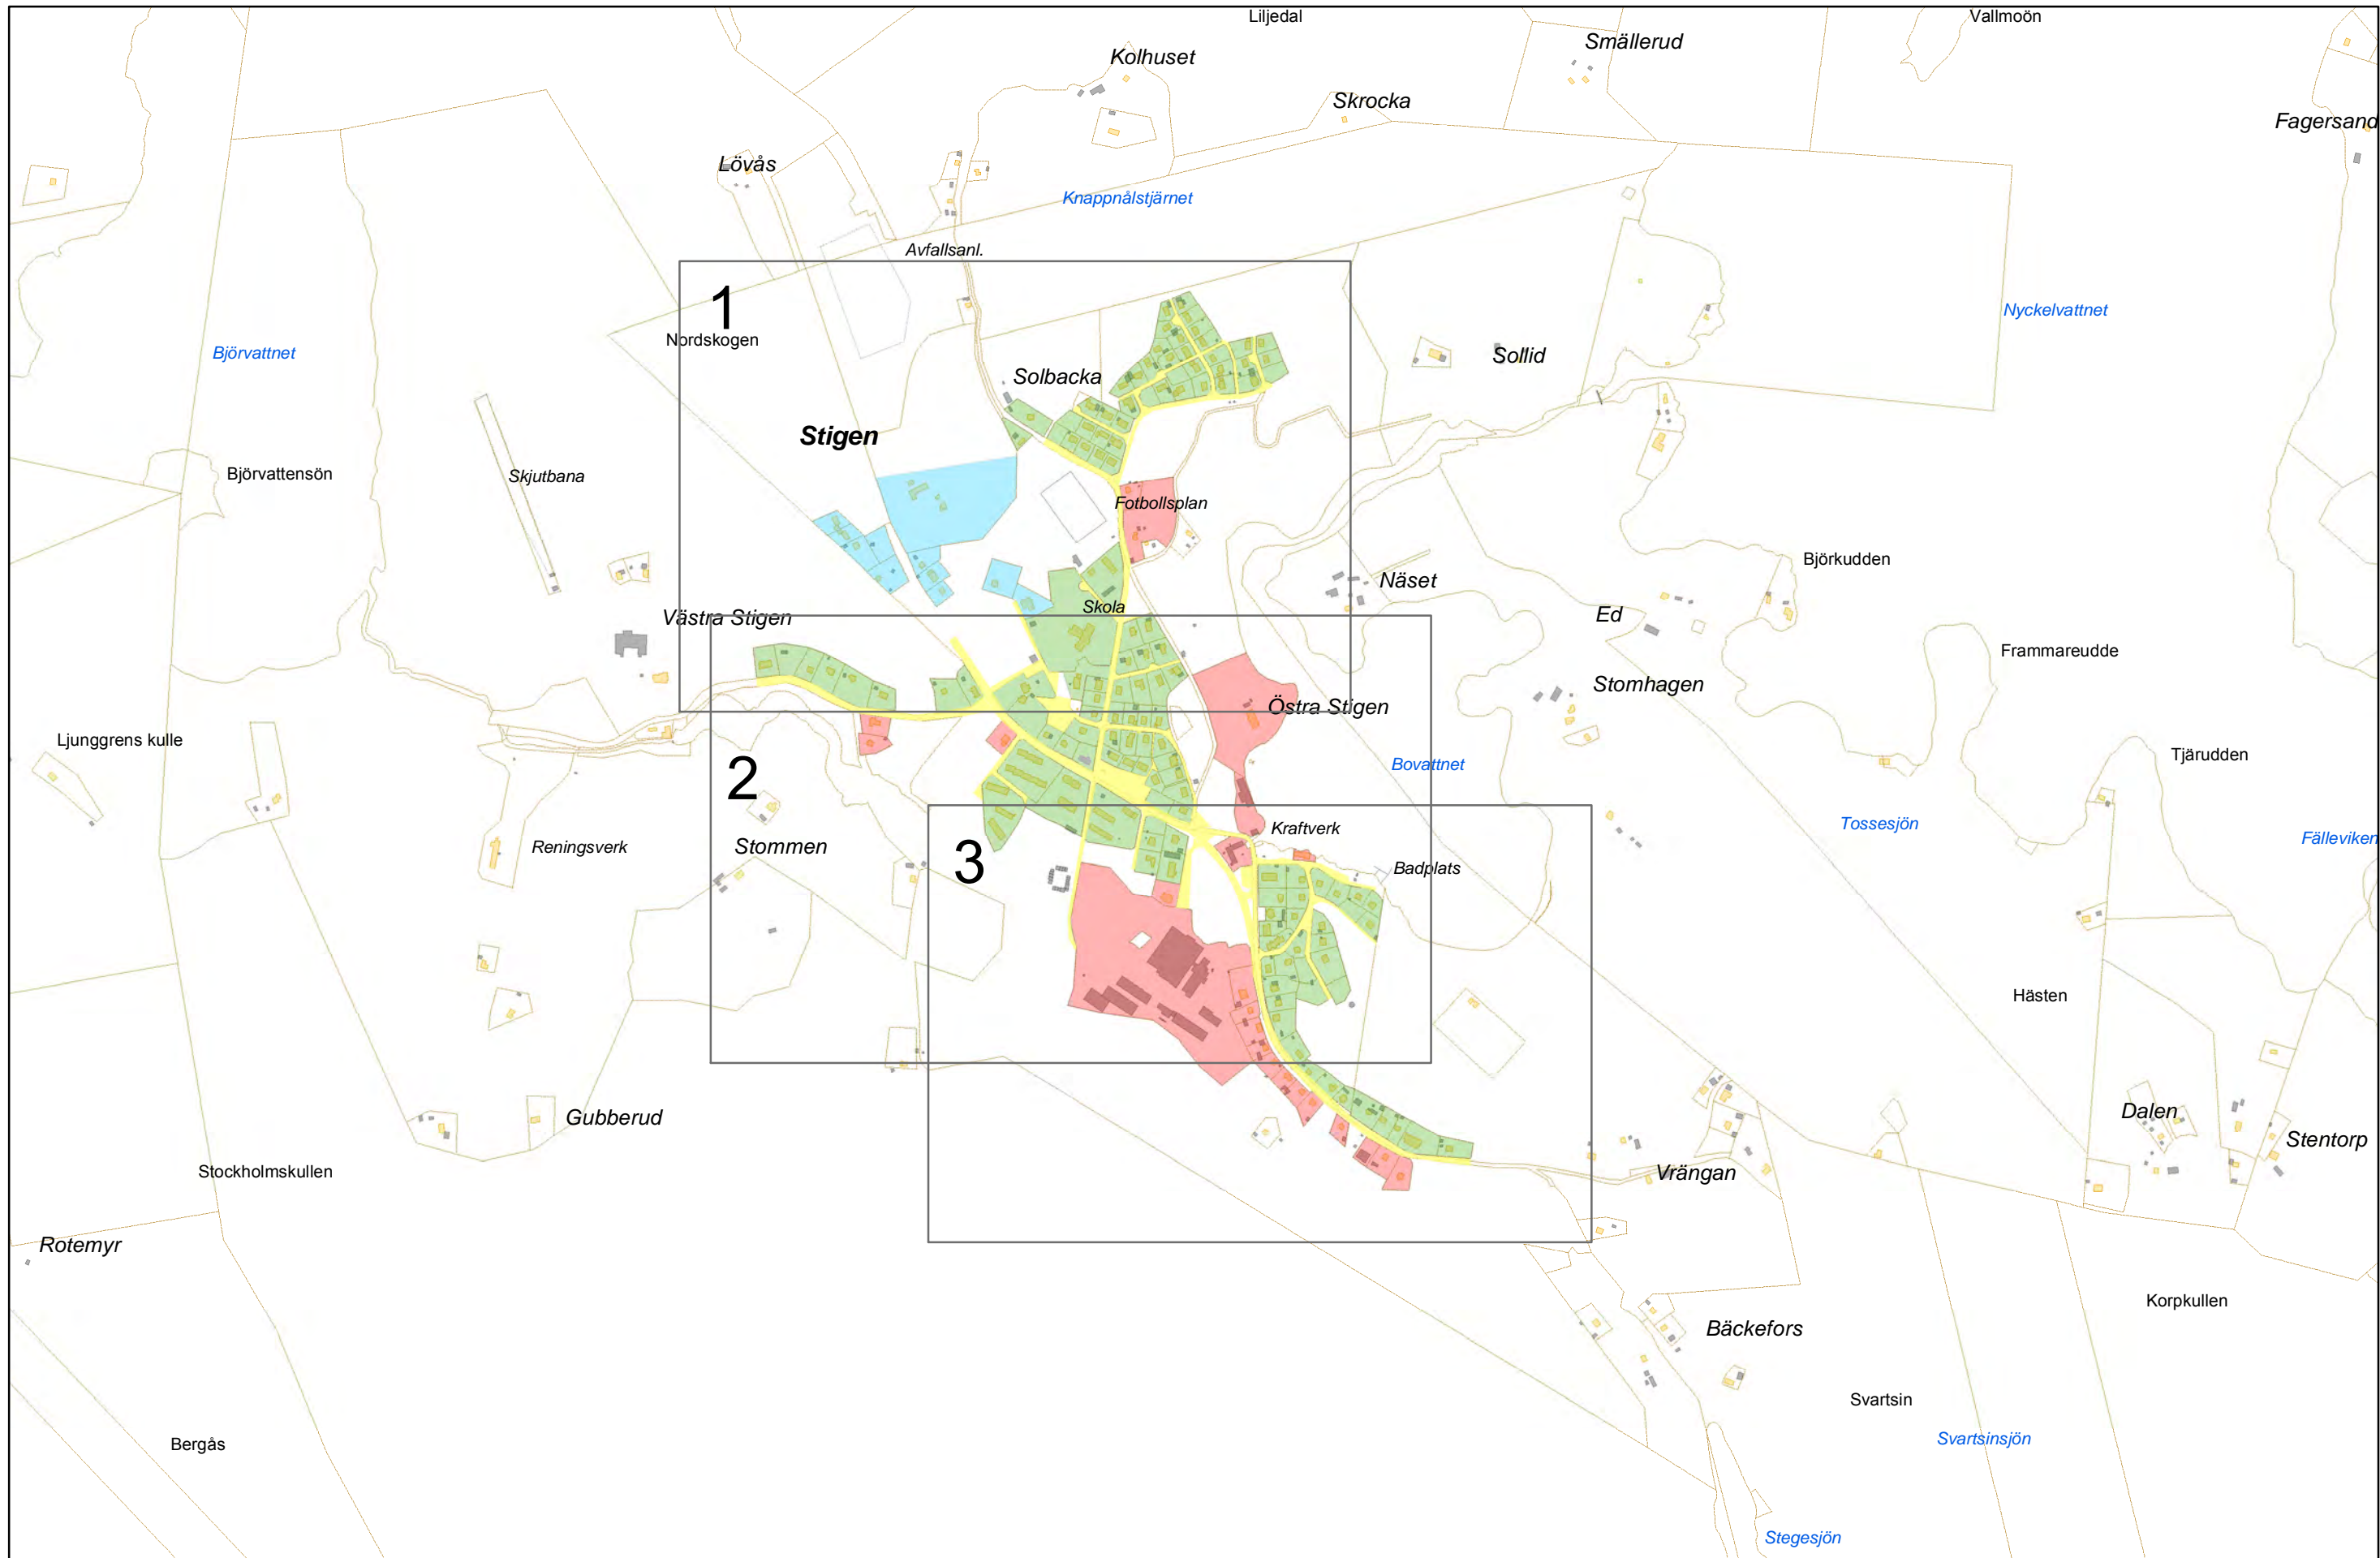 Liljedal
Vallmoön
Smällerud
Kolhuset
Skrocka
Fagersand
Lövås
Knappnålstjärnet
Avfallsanl.
1
Nyckelvattnet
Nordskogen
Björvattnet
Sollid
Solbacka
Stigen
Björvattensön
Skjutbana
Fotbollsplan
Björkudden
Näset
Skola
Ed
Västra Stigen
Frammareudde
Stomhagen
Östra Stigen
Ljunggrens kulle
Tjärudden
Bovattnet
2
Tossesjön
Kraftverk
Fälleviken
Reningsverk
Stommen
3
Badplats
Hästen
Dalen
Gubberud
Stentorp
Stockholmskullen
Vrängan
Rotemyr
Korpkullen
Bäckefors
Svartsin
Svartsinsjön
Bergås
Stegesjön